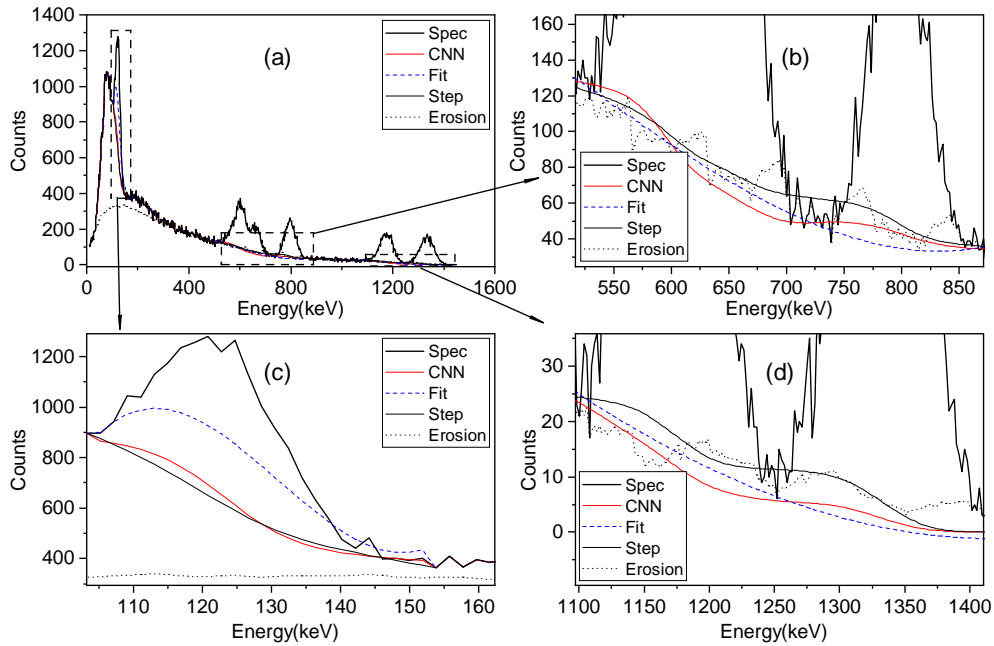 1400
1200
1000
800
600
400
200
0
Counts
0 400 800 1200 1600
Energy(keV)
(a)
Spec
CNN
Fit
Step
Erosion
160
140
120
100
80
60
40
Counts
550 600 650 700 750 800 850
Energy(keV)
(b)
Spec
CNN
Fit
Step
Erosion
1200
1000
800
600
400
Counts
110 120 130 140 150 160
Energy(keV)
(c)
Spec
CNN
Fit
Step
Erosion
30
20
10
0
Counts
1100 1150 1200 1250 1300 1350 1400
Energy(keV)
(d)
Spec
CNN
Fit
Step
Erosion